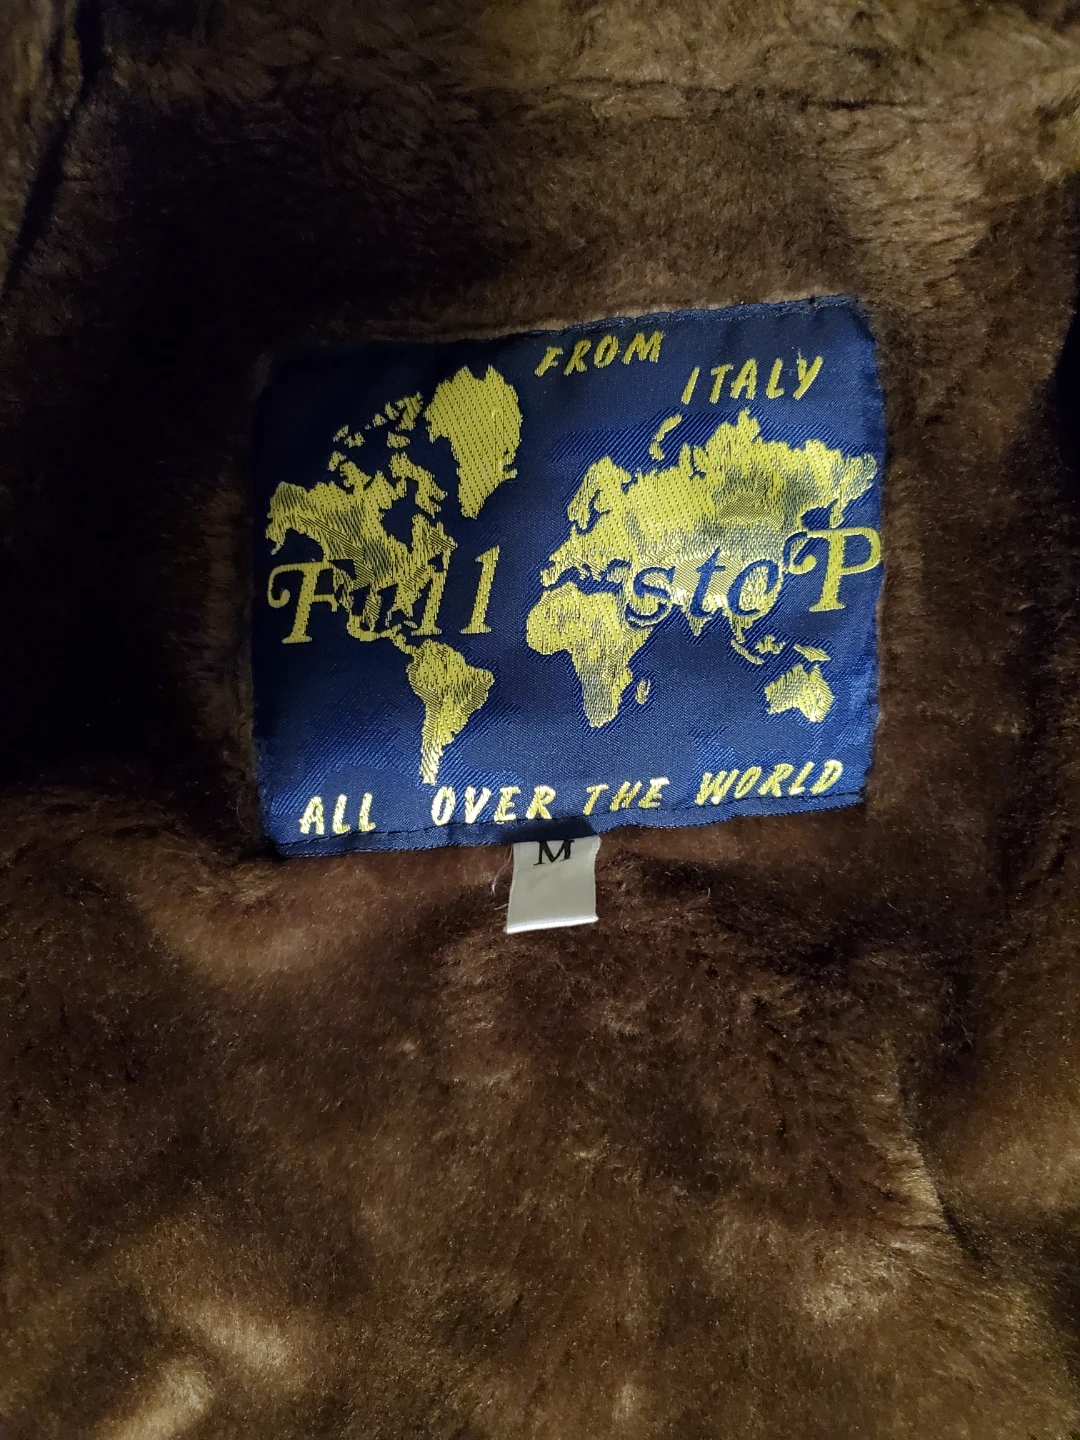 FROM
ITALY
Full stoP
ALL OVER THE WORLD
M